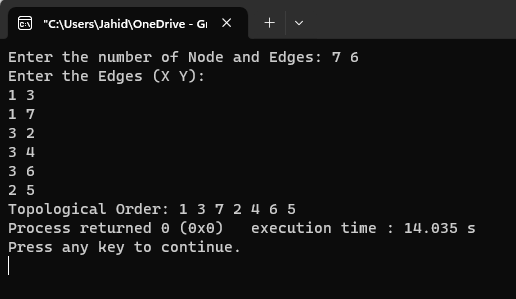 "C:\Users\Jahid\OneDrive - Gr
Enter the number of Node and Edges: 7 6
Enter the Edges (X Y):
1 3
1 7
3 2
3 4
3 6
2 5
Topological Order: 1 3 7 2 4 6 5
Process returned 0 (0x0)   execution time : 14.035 s
Press any key to continue.